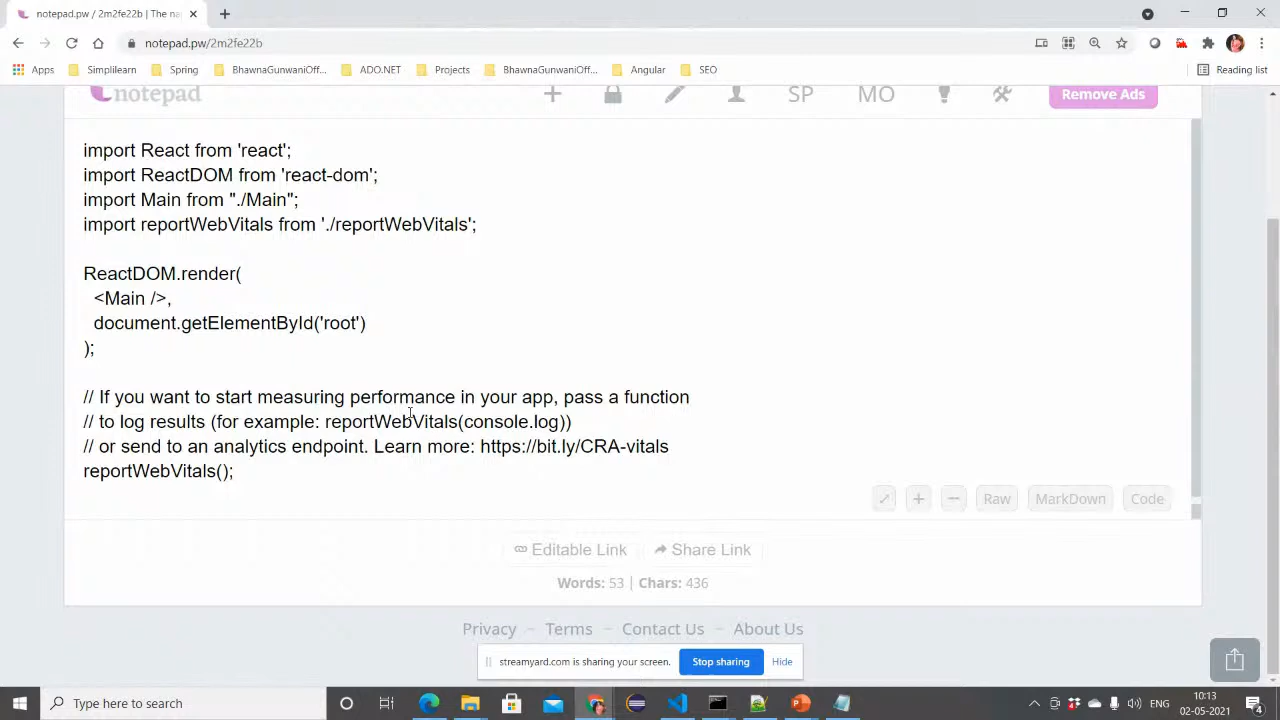 notepad.pw / 2m2fe22b | The na
notepad.pw/2m2fe22b
Apps Simplilearn Spring BhawnaGunwaniOff... ADO.NET Projects BhawnaGunwaniOff... Angular SEO Reading list
notepad SP MO Remove Ads
import React from 'react';
import ReactDOM from 'react-dom';
import Main from "./Main";
import reportWebVitals from './reportWebVitals';
ReactDOM.render(
<Main />,
document.getElementById('root')
);
// If you want to start measuring performance in your app, pass a function
// to log results (for example: reportWebVitals(console.log))
// or send to an analytics endpoint. Learn more: https://bit.ly/CRA-vitals
reportWebVitals();
Raw MarkDown Code
Editable Link Share Link
Words: 53 | Chars: 436
Privacy – Terms – Contact Us – About Us
streamyard.com is sharing your screen. Stop sharing Hide
Type here to search
ENG
10:13
02-05-2021
4